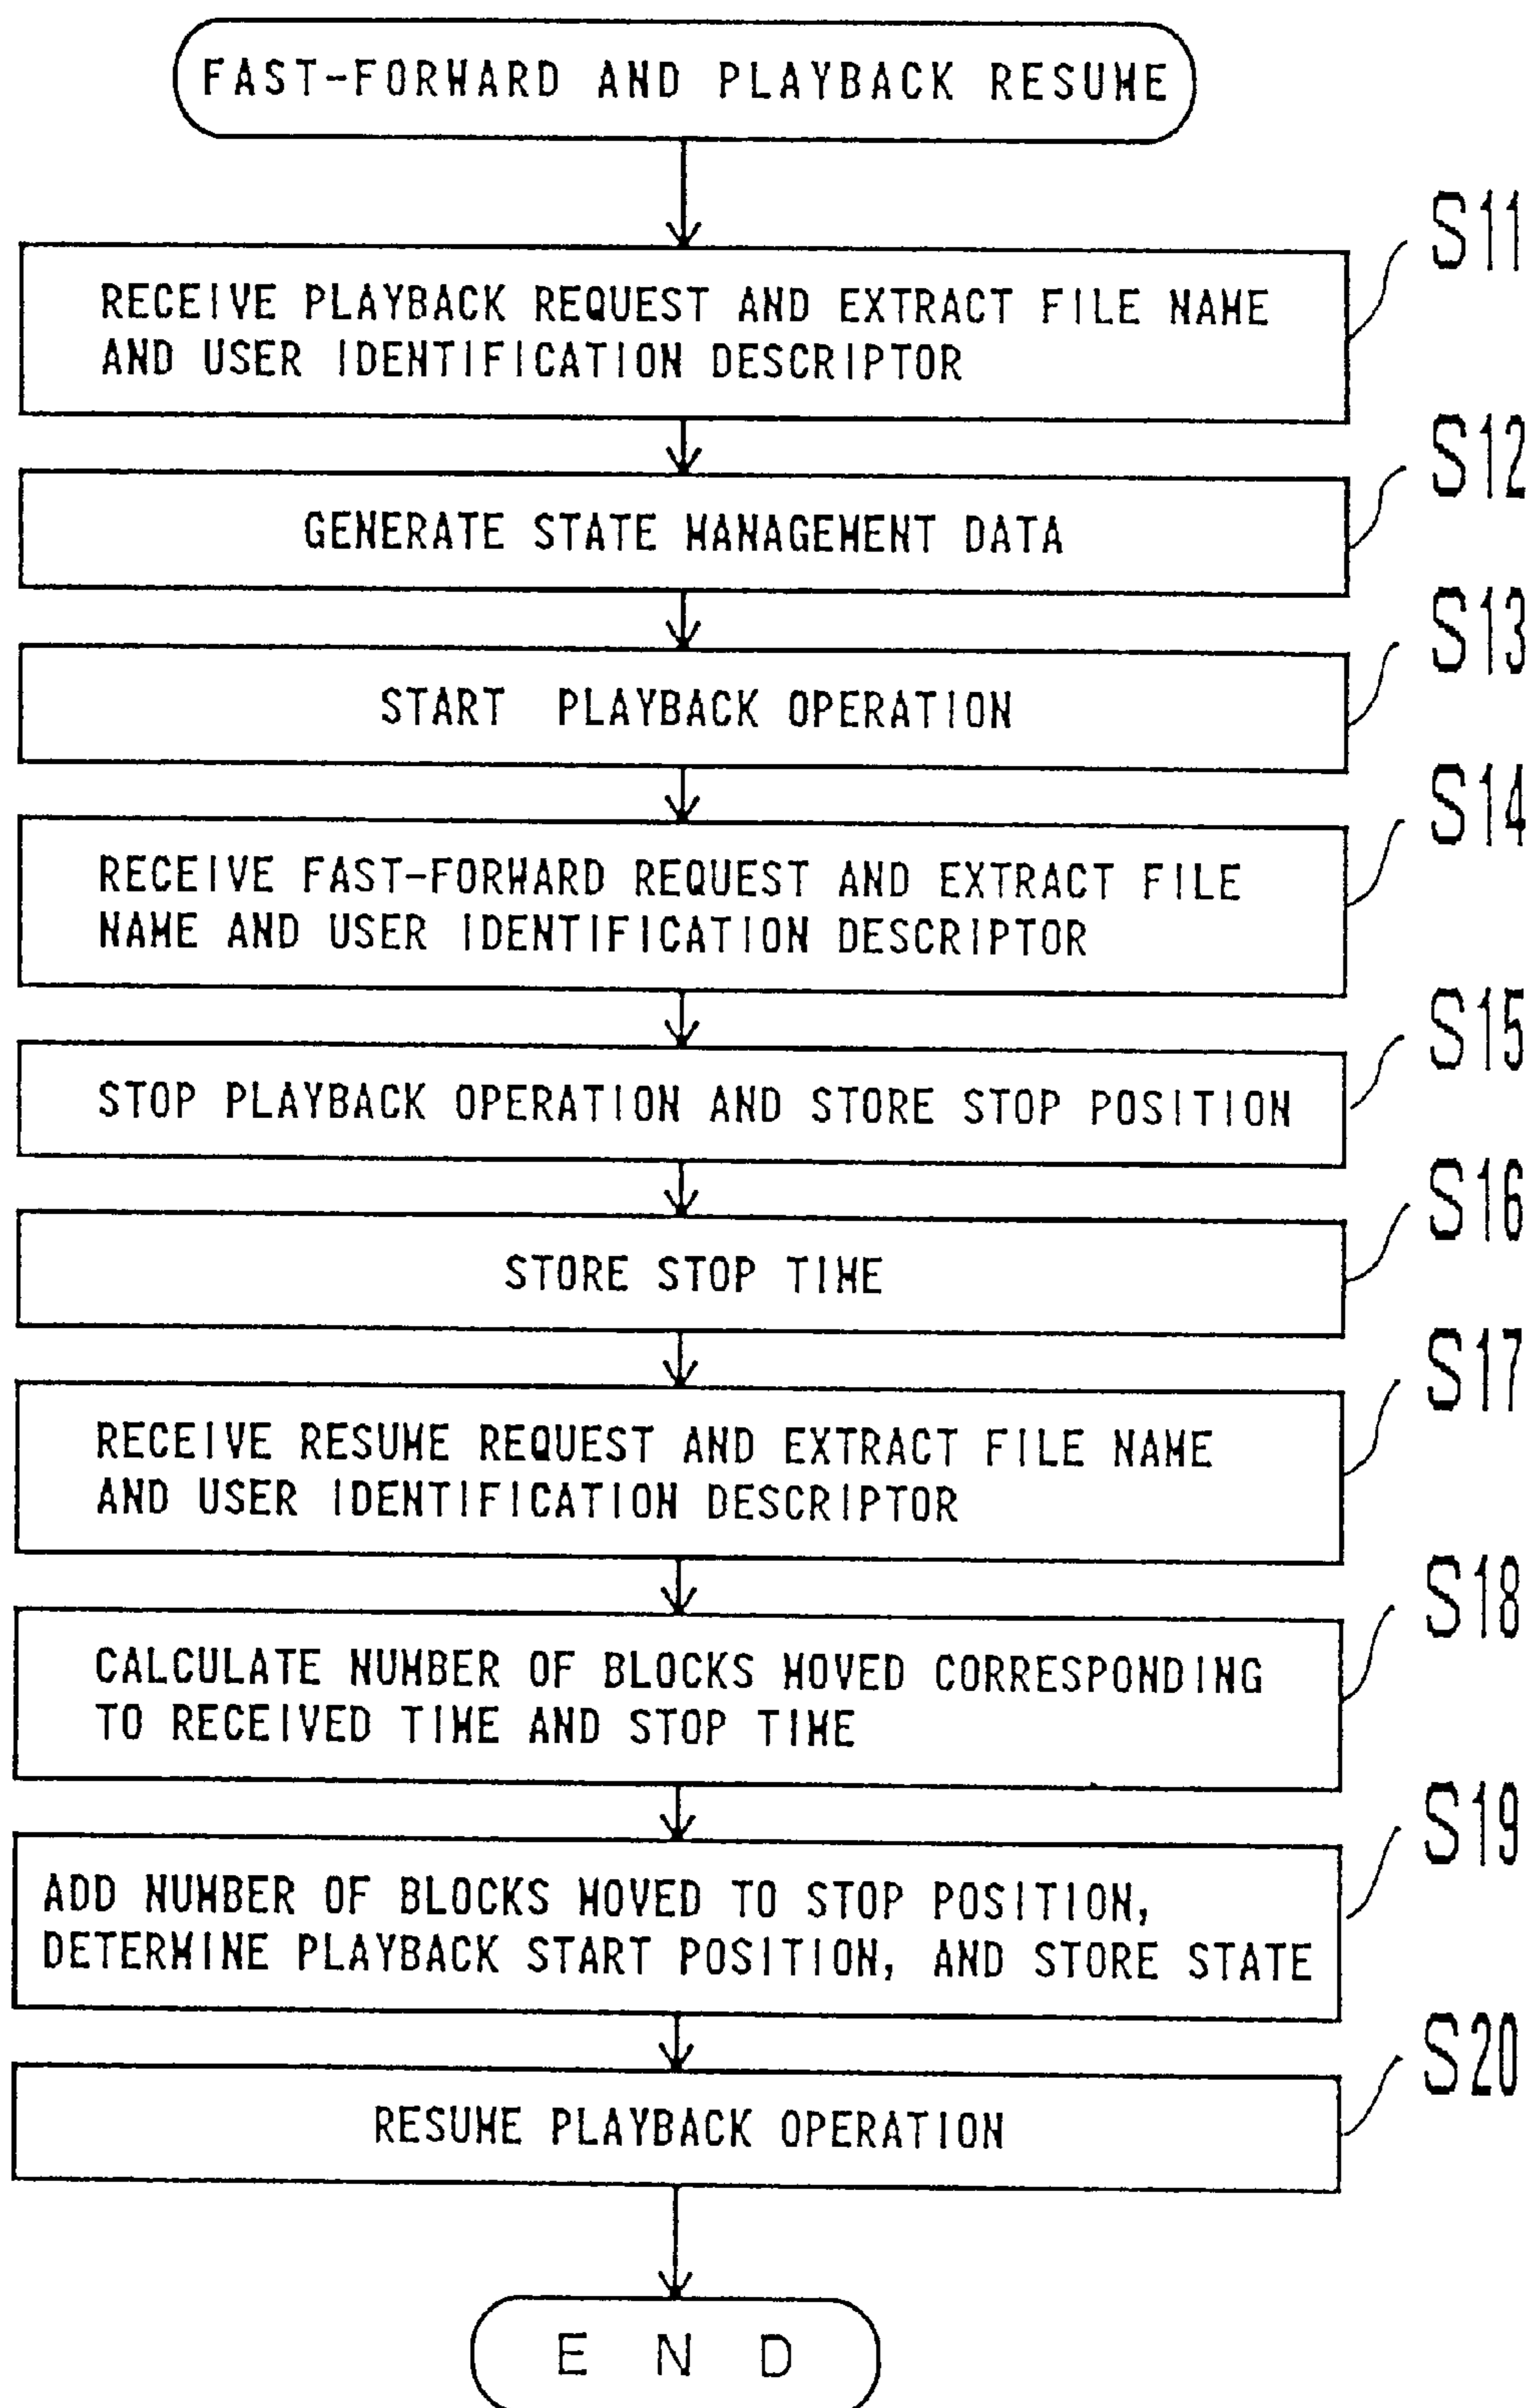 FAST-FORWARD AND PLAYBACK RESUME
S11
RECEIVE PLAYBACK REQUEST AND EXTRACT FILE NAME
AND USER IDENTIFICATION DESCRIPTOR
S12
GENERATE STATE MANAGEMENT DATA
S13
START PLAYBACK OPERATION
S14
RECEIVE FAST-FORWARD REQUEST AND EXTRACT FILE
NAME AND USER IDENTIFICATION DESCRIPTOR
S15
STOP PLAYBACK OPERATION AND STORE STOP POSITION
S16
STORE STOP TIME
S17
RECEIVE RESUME REQUEST AND EXTRACT FILE NAME
AND USER IDENTIFICATION DESCRIPTOR
S18
CALCULATE NUMBER OF BLOCKS MOVED CORRESPONDING
TO RECEIVED TIME AND STOP TIME
S19
ADD NUMBER OF BLOCKS MOVED TO STOP POSITION,
DETERMINE PLAYBACK START POSITION, AND STORE STATE
S20
RESUME PLAYBACK OPERATION
END